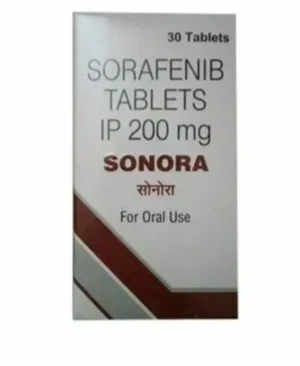 30 Tablets
SORAFENIB
TABLETS
IP 200 mg
SONORA
सोनोरा
For Oral Use